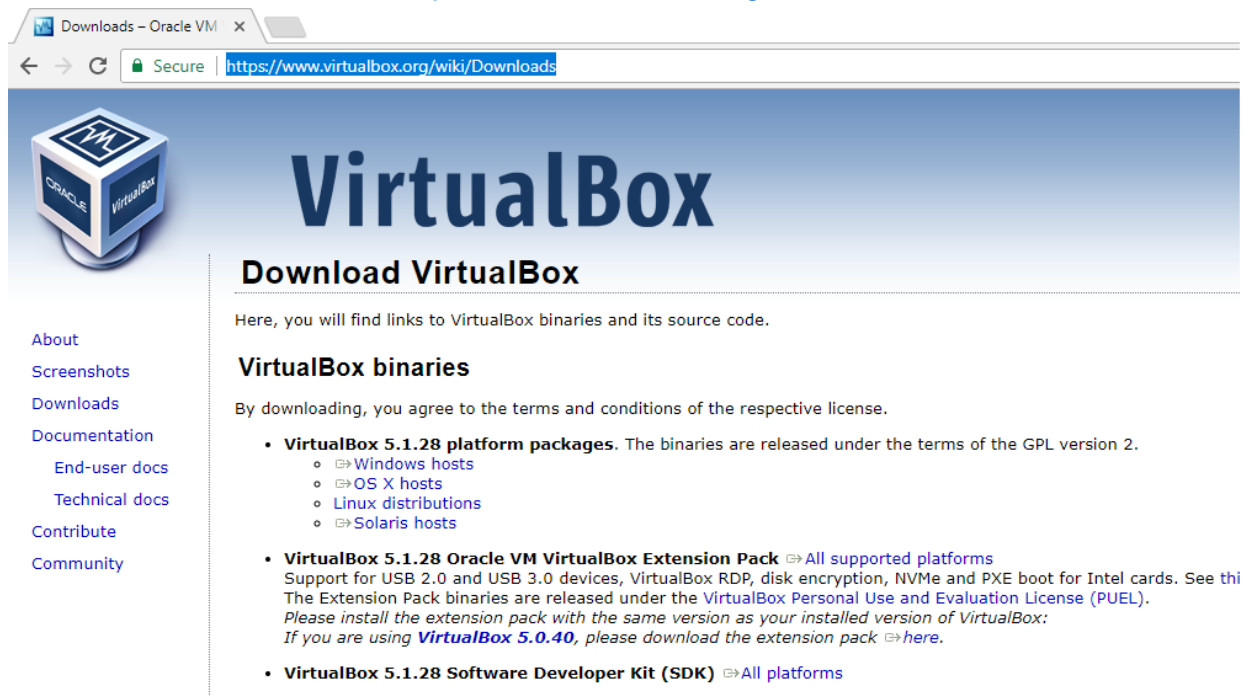 Downloads – Oracle VM
Secure
https://www.virtualbox.org/wiki/Downloads
ORACLE
VirtualBox
VirtualBox
Download VirtualBox
Here, you will find links to VirtualBox binaries and its source code.
About
Screenshots
Downloads
Documentation
End-user docs
Technical docs
Contribute
Community
VirtualBox binaries
By downloading, you agree to the terms and conditions of the respective license.
• VirtualBox 5.1.28 platform packages. The binaries are released under the terms of the GPL version 2.
Windows hosts
OS X hosts
Linux distributions
Solaris hosts
• VirtualBox 5.1.28 Oracle VM VirtualBox Extension Pack All supported platforms
Support for USB 2.0 and USB 3.0 devices, VirtualBox RDP, disk encryption, NVMe and PXE boot for Intel cards. See thi
The Extension Pack binaries are released under the VirtualBox Personal Use and Evaluation License (PUEL).
Please install the extension pack with the same version as your installed version of VirtualBox:
If you are using VirtualBox 5.0.40, please download the extension pack here.
• VirtualBox 5.1.28 Software Developer Kit (SDK) All platforms